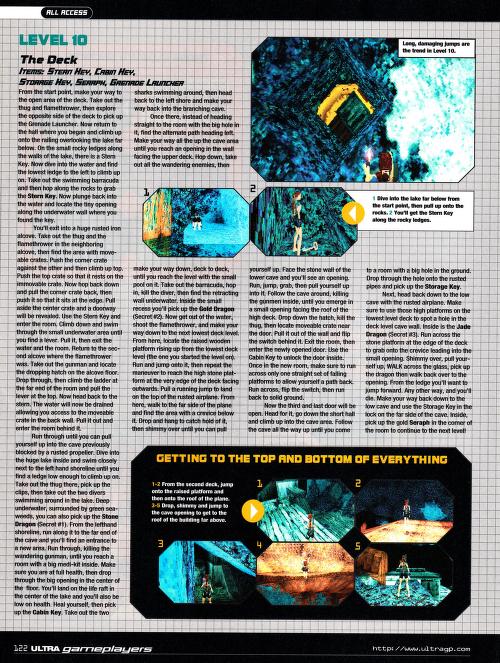 ALL ACCESS
LEVEL 10
The Deck
ITEMS: STERN KEY, CABIN KEY,
STORAGE KEY, SERAPH, GRENADE LAUNCHER
From the start point, make your way to
the open area of the deck. Take out the
thug and flamethrower, then explore
the opposite side of the deck to pick up
the Grenade Launcher. Now return to
the hall where you began and climb up
onto the railing overlooking the lake far
below. On the small rocky ledges along
the walls of the lake, there is a Stern
Key. Now dive into the water and find
the lowest ledge to the left to climb up
on. Take out the swimming barracuda
and then hop along the rocks to grab
the Stern Key. Now plunge back into
the water and locate the tiny opening
along the underwater wall where you
found the key.
You'll exit into a huge rusted iron
alcove. Take out the thug and the
flamethrower in the neighboring
alcove, then find the area with move-
able crates. Push the corner crate
against the other and then climb up top.
Push the top crate so that it rests on the
immovable crate. Now hop back down
and pull the corner crate back, then
push it so that it sits at the edge. Pull
aside the center crate and a doorway
will be revealed. Use the Stern Key and
enter the room. Climb down and swim
through the small underwater area until
you find a lever. Pull it, then exit the
water and the room. Return to the sec-
ond alcove where the flamethrower
was. Take out the gunman and locate
the dropping hatch on the alcove floor.
Drop through, then climb the ladder at
the far end of the room and pull the
lever at the top. Now head back to the
stern. The water will now be drained
allowing you access to the moveable
crate in the back wall. Pull it out and
enter the room behind it.
Run through until you can pull
yourself up into the cave previously
blocked by a rusted propeller. Dive into
the huge lake inside and swim closely
next to the left hand shoreline until you
find a ledge low enough to climb up on.
Take out the thug there, pick up the
clips, then take out the two divers
swimming around in the lake. Deep
underwater, surrounded by green sea-
weeds, you can also pick up the Stone
Dragon (Secret #1). From the lefthand
shoreline, run along it to the far end of
the cave and you'll find an entrance to
a new area. Run through, killing the
wandering gunman, until you reach a
room with a big medi-kit inside. Make
sure you are at full health, then drop
through the big opening in the center of
the floor. You'll land on the life raft in
the center of the lake and you'll also be
low on health. Heal yourself, then pick
up the Cabin Key. Take out the two
sharks swimming around, then head
back to the left shore and make your
way back into the branching cave.
Once there, instead of heading
straight to the room with the big hole in
it, find the alternate path heading left.
Make your way all the up the cave area
until you reach an opening in the wall
facing the upper deck. Hop down, take
out all the wandering enemies, then
make your way down, deck to deck,
until you reach the level with the small
pool on it. Take out the barracuda, hop
in, kill the diver, then find the retracting
wall underwater. Inside the small
recess you'll pick up the Gold Dragon
(Secret #2). Now get out of the water,
shoot the flamethrower, and make your
way down to the next lowest deck level.
From here, locate the raised wooden
platform rising up from the lowest deck
level (the one you started the level on).
Run and jump onto it, then repeat the
maneuver to reach the high stone plat-
form at the very edge of the deck facing
outwards. Pull a running jump to land
on the top of the rusted airplane. From
here, walk to the far side of the plane
and find the area with a crevice below
it. Drop and hang to catch hold of it,
then shimmy over until you can pull
yourself up. Face the stone wall of the
lower cave and you'll see an opening.
Run, jump, grab, then pull yourself up
into it. Follow the cave around, killing
the gunmen inside, until you emerge in
a small opening facing the roof of the
high deck. Drop down the hatch, kill the
thug, then locate moveable crate near
the door. Pull it out of the wall and flip
the switch behind it. Exit the room, then
enter the newly opened door. Use the
Cabin Key to unlock the door inside.
Once in the new room, make sure to run
across only one straight set of falling
platforms to allow yourself a path back.
Run across, flip the switch, then run
back to solid ground.
Now the third and last door will be
open. Head for it, go down the short hall
and climb up into the cave area. Follow
the cave all the way up until you come
to a room with a big hole in the ground.
Drop through the hole onto the rusted
pipes and pick up the Storage Key.
Next, head back down to the low
cave with the rusted airplane. Make
sure to use those high platforms on the
lowest level deck to spot a hole in the
deck level cave wall. Inside is the Jade
Dragon (Secret #3). Run across the
stone platform at the edge of the deck
to grab onto the crevice leading into the
small opening. Shimmy over, pull your-
self up, WALK across the glass, pick up
the dragon then walk back over to the
opening. From the ledge you'll want to
jump forward. Any other way, and you'll
die. Make your way back down to the
low cave and use the Storage Key in the
lock on the far side of the cave. Inside,
pick up the gold Seraph in the corner of
the room to continue to the next level!
Long, damaging jumps are
the trend in Level 10.
1
2
1 Dive into the lake far below from
the start point, then pull up onto the
rocks. 2 You'll get the Stern Key
along the rocky ledges.
GETTING TO THE TOP AND BOTTOM OF EVERYTHING
1-2 From the second deck, jump
onto the raised platform and
then onto the roof of the plane.
3-5 Drop, shimmy and jump to
the cave opening to get to the
roof of the building far above.
1
2
3
4
5
122 ULTRA gameplayers
http://www.ultragp.com